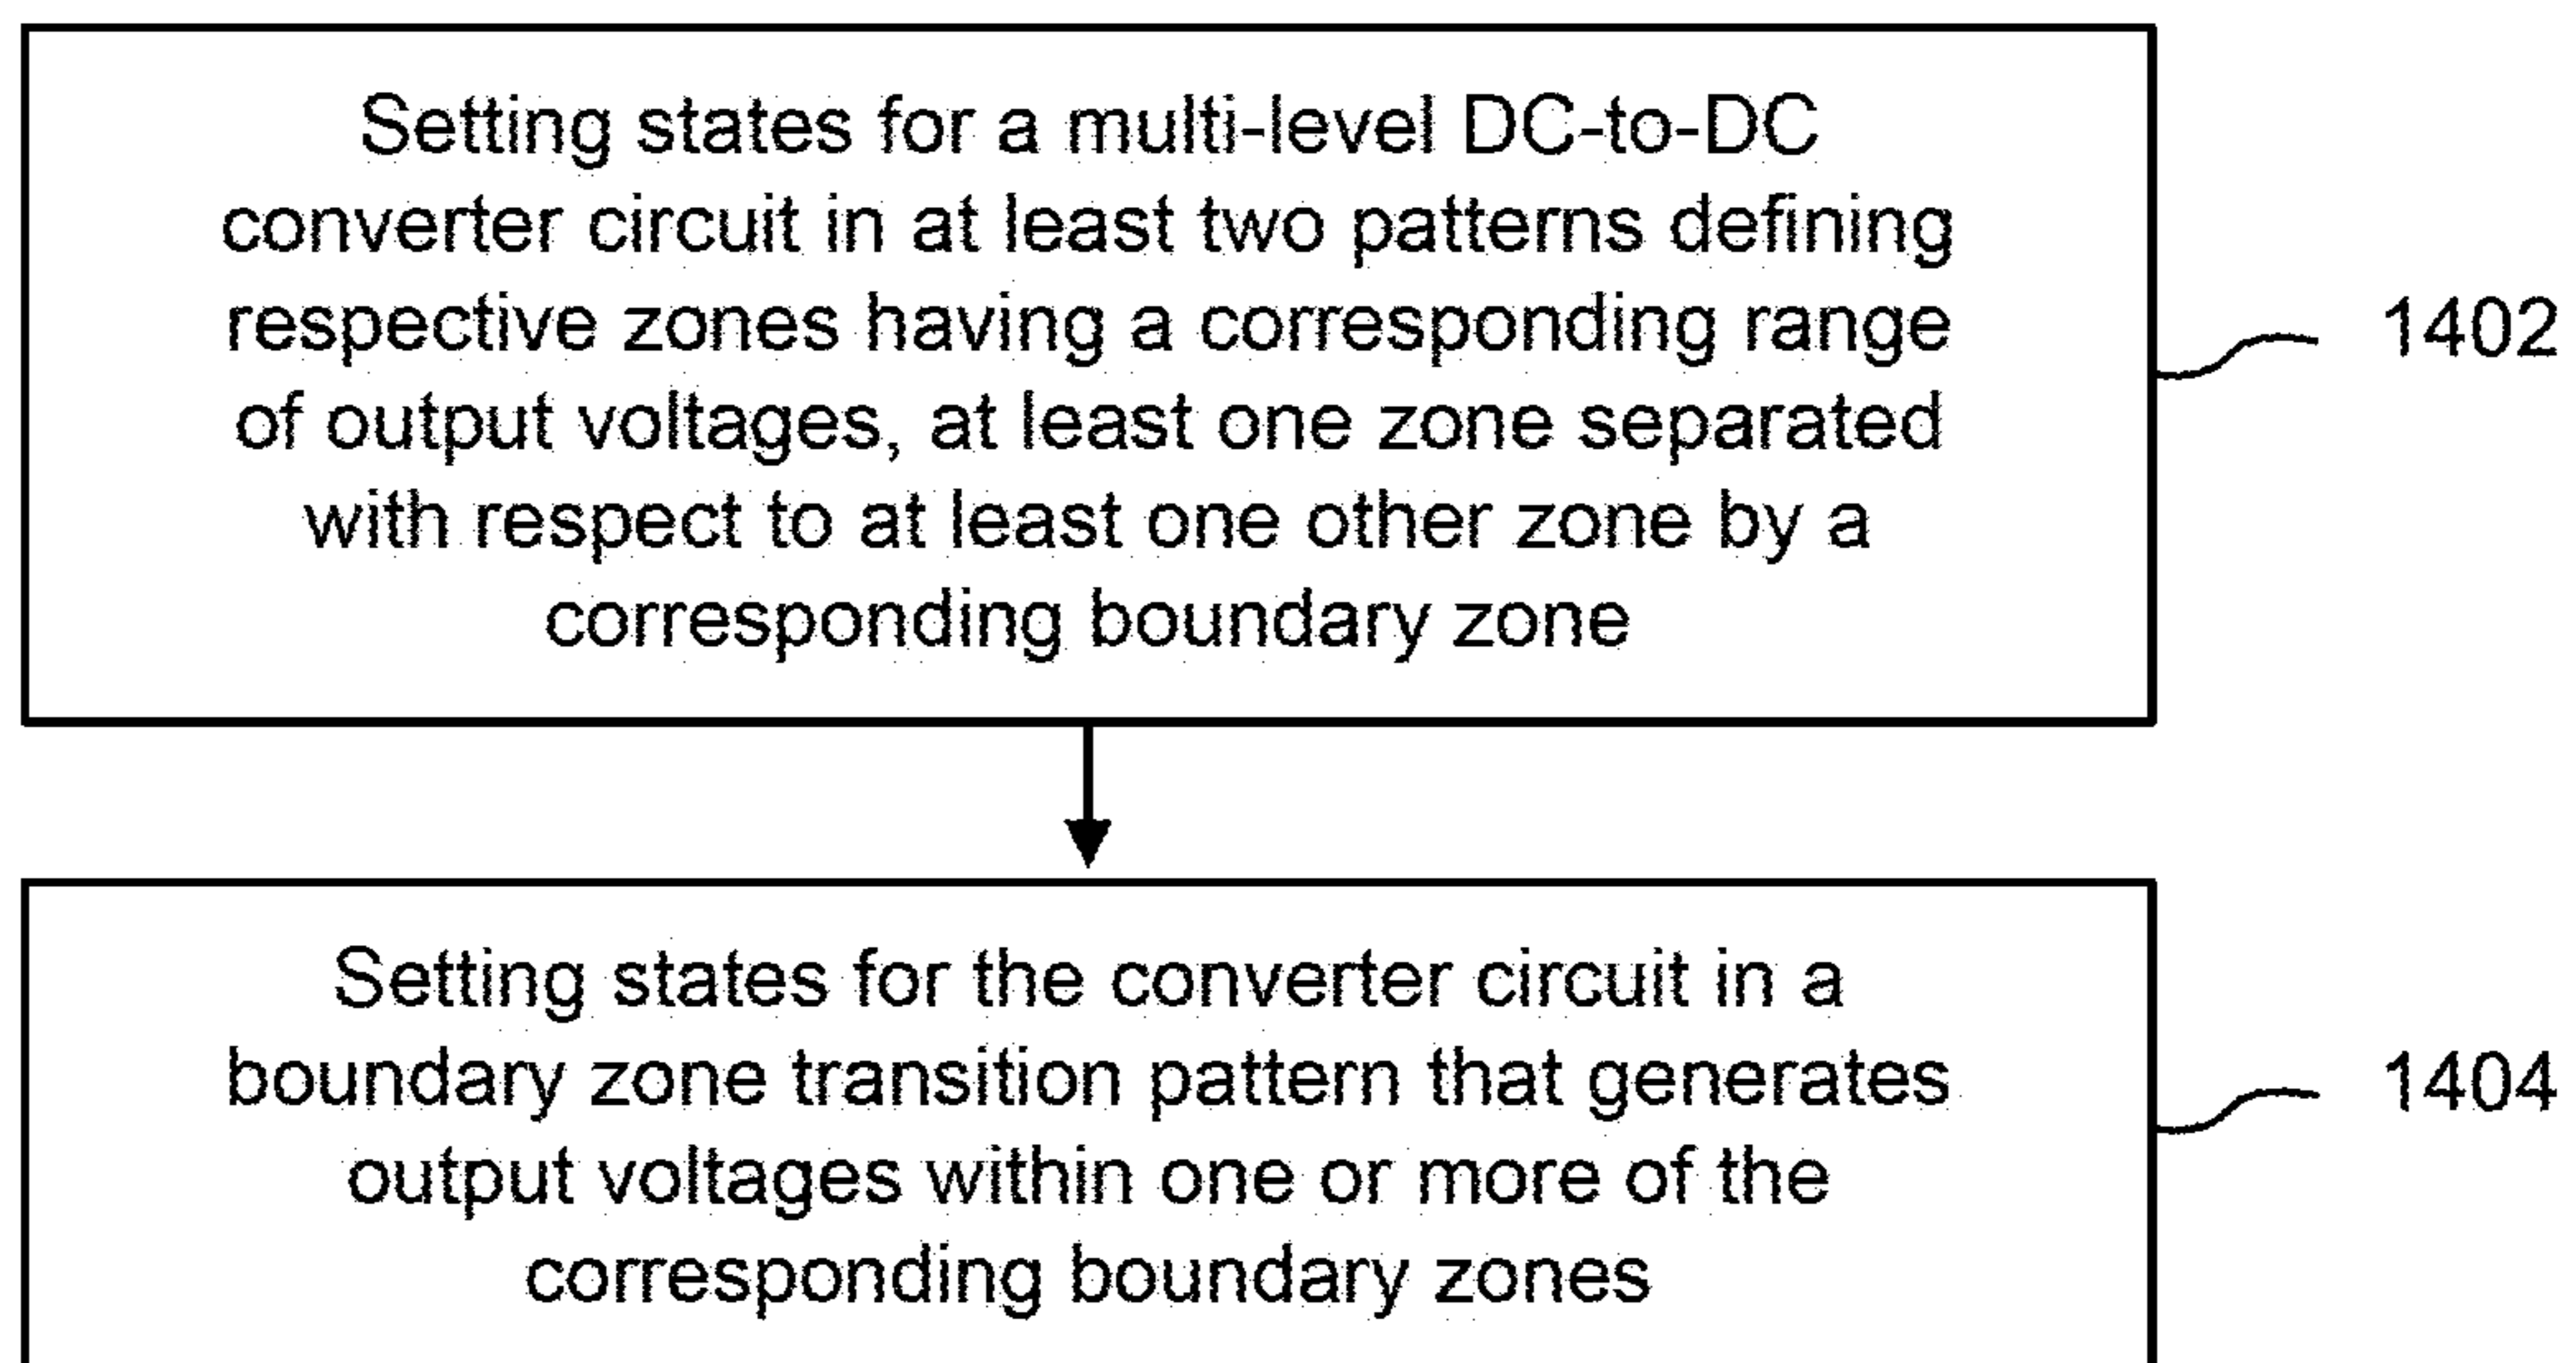 Setting states for a multi-level DC-to-DC
converter circuit in at least two patterns defining
respective zones having a corresponding range
of output voltages, at least one zone separated
with respect to at least one other zone by a
corresponding boundary zone
1402
Setting states for the converter circuit in a
boundary zone transition pattern that generates
output voltages within one or more of the
corresponding boundary zones
1404